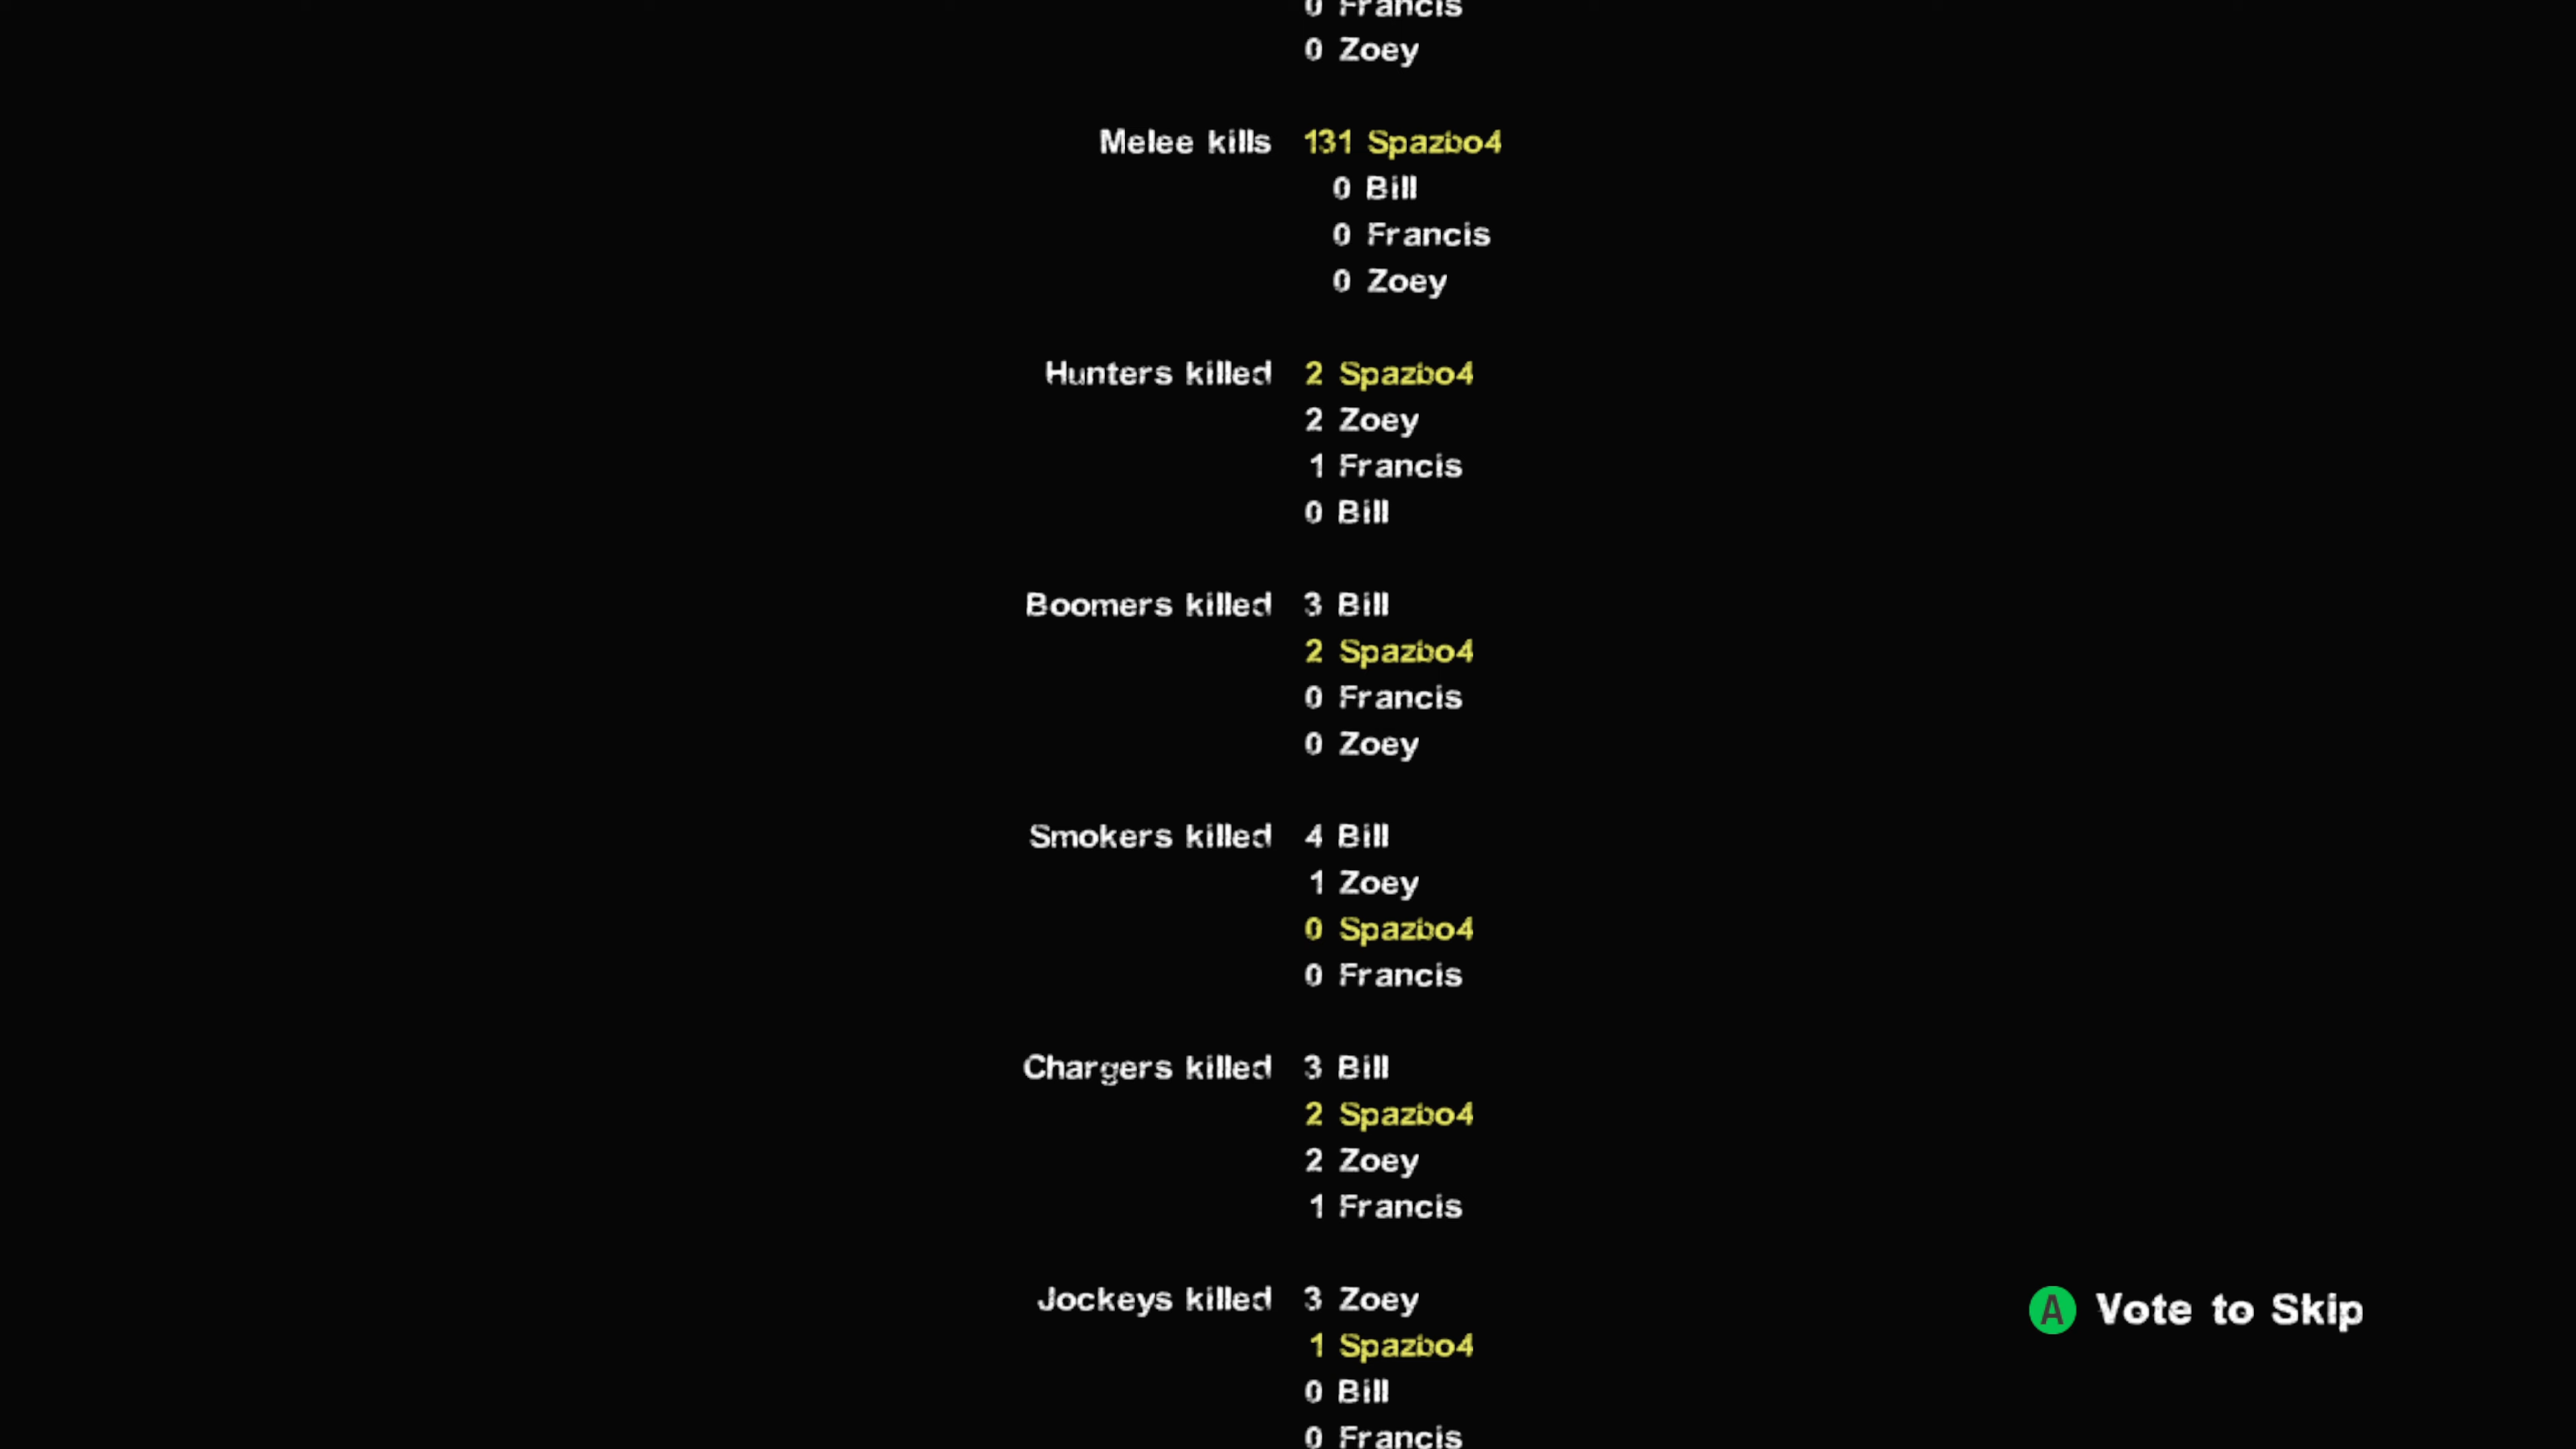 0 Francis
0 Zoey
Melee kills 131 Spazbo4
0 Bill
0 Francis
0 Zoey
Hunters killed 2 Spazbo4
2 Zoey
1 Francis
0 Bill
Boomers killed 3 Bill
2 Spazbo4
0 Francis
0 Zoey
Smokers killed 4 Bill
1 Zoey
0 Spazbo4
0 Francis
Chargers killed 3 Bill
2 Spazbo4
2 Zoey
1 Francis
Jockeys killed 3 Zoey
A Vote to Skip
1 Spazbo4
0 Bill
0 Francis